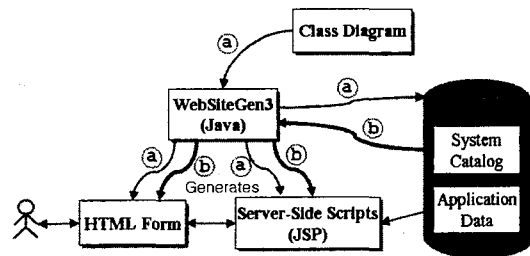 Class Diagram
a
WebSiteGen3
(Java)
a
b
System
Catalog
a
b
a
b
Generates
Application
Data
HTML Form
Server-Side Scripts
(JSP)